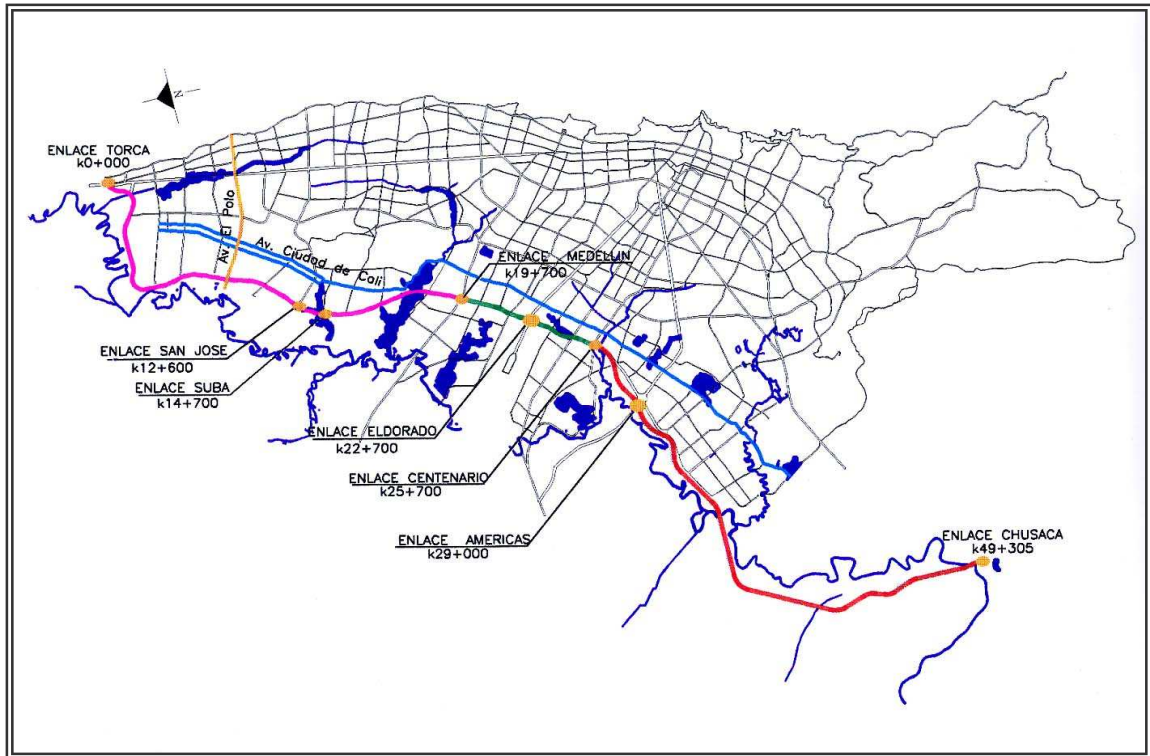 N
ENLACE TORCA
k0+000
Av. El Polo
Av. Ciudad de Cali
ENLACE MEDELLIN
k19+700
ENLACE SAN JOSE
k12+600
ENLACE SUBA
k14+700
ENLACE ELDORADO
k22+700
ENLACE CENTENARIO
k25+700
ENLACE AMERICAS
k29+000
ENLACE CHUSACA
k49+305